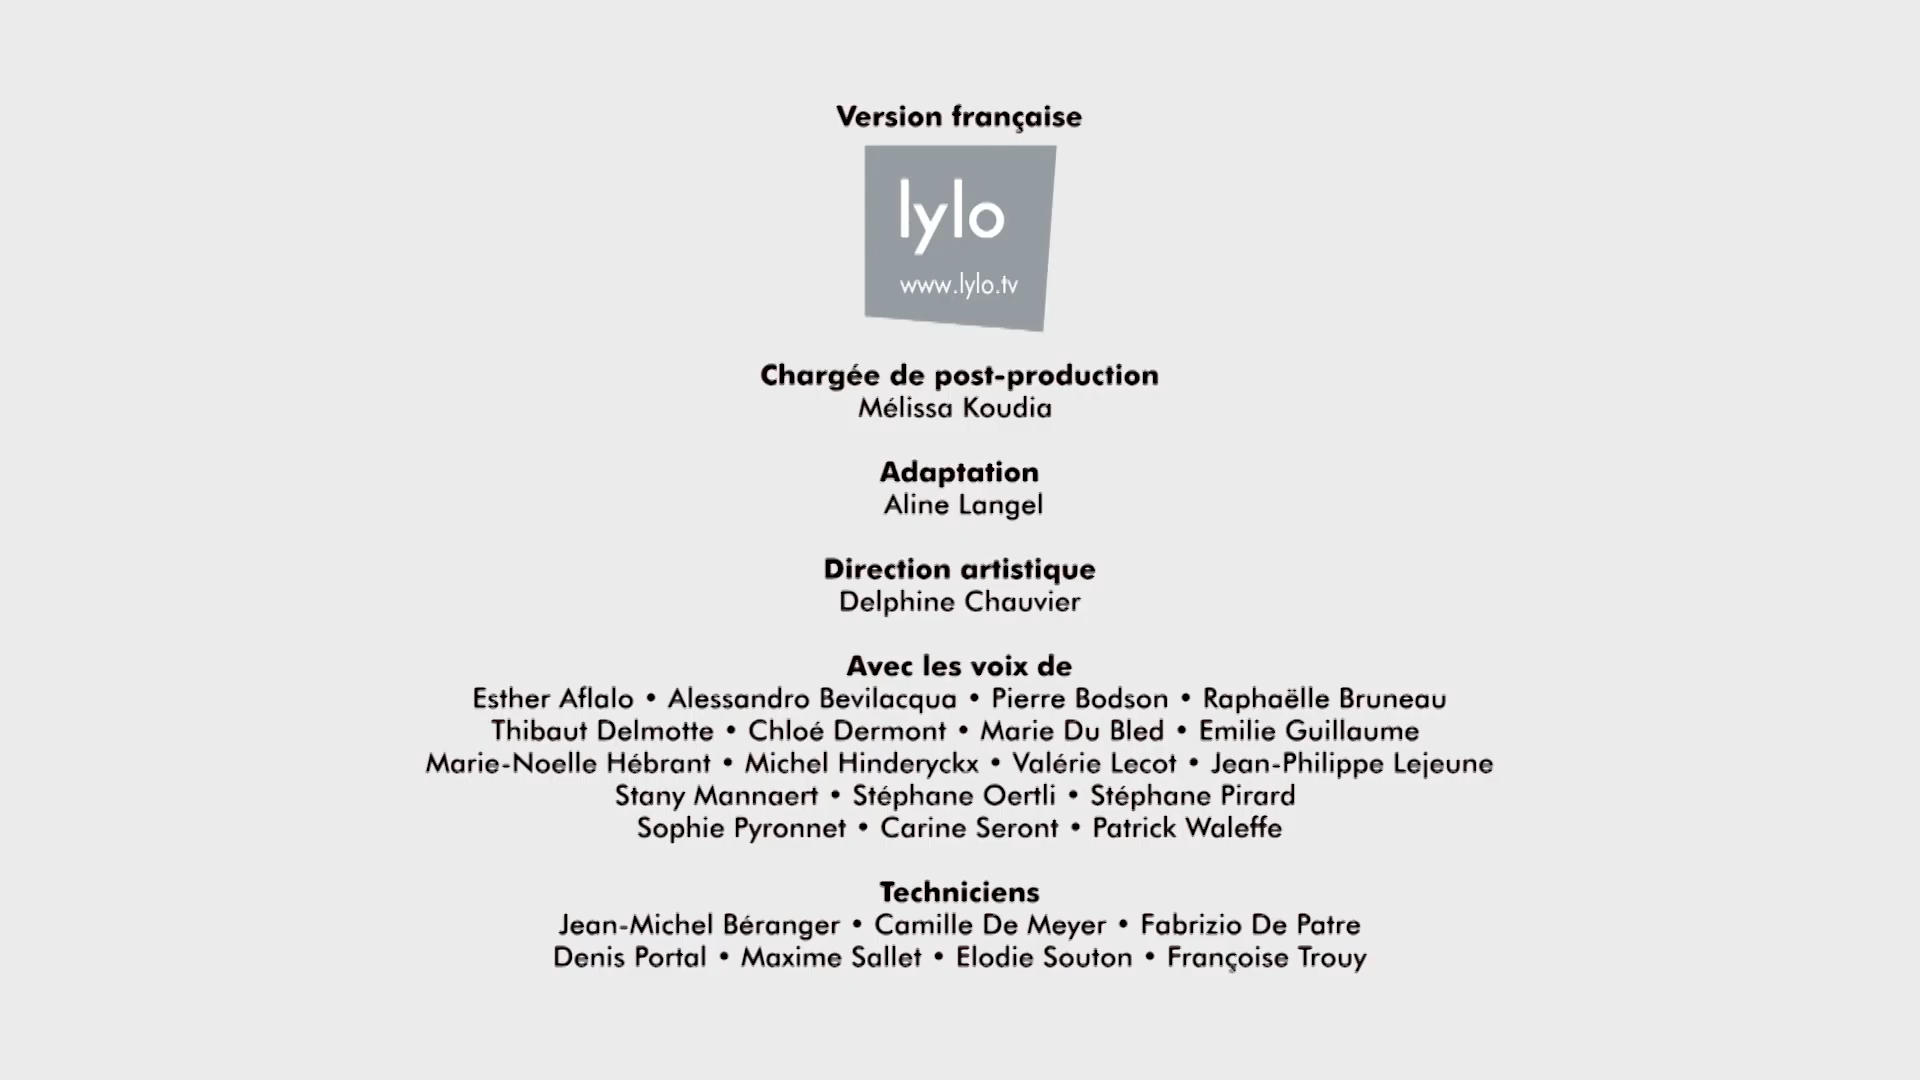 Version française
lylo
www.lylo.tv
Chargée de post-production
Mélissa Koudia
Adaptation
Aline Langel
Direction artistique
Delphine Chauvier
Avec les voix de
Esther Aflalo • Alessandro Bevilacqua • Pierre Bodson • Raphaëlle Bruneau
Thibaut Delmotte • Chloé Dermont • Marie Du Bled • Emilie Guillaume
Marie-Noelle Hébrant • Michel Hinderyckx • Valérie Lecot • Jean-Philippe Lejeune
Stany Mannaert • Stéphane Oertli • Stéphane Pirard
Sophie Pyronnet • Carine Seront • Patrick Waleffe
Techniciens
Jean-Michel Béranger • Camille De Meyer • Fabrizio De Patre
Denis Portal • Maxime Sallet • Elodie Souton • Françoise Trouy